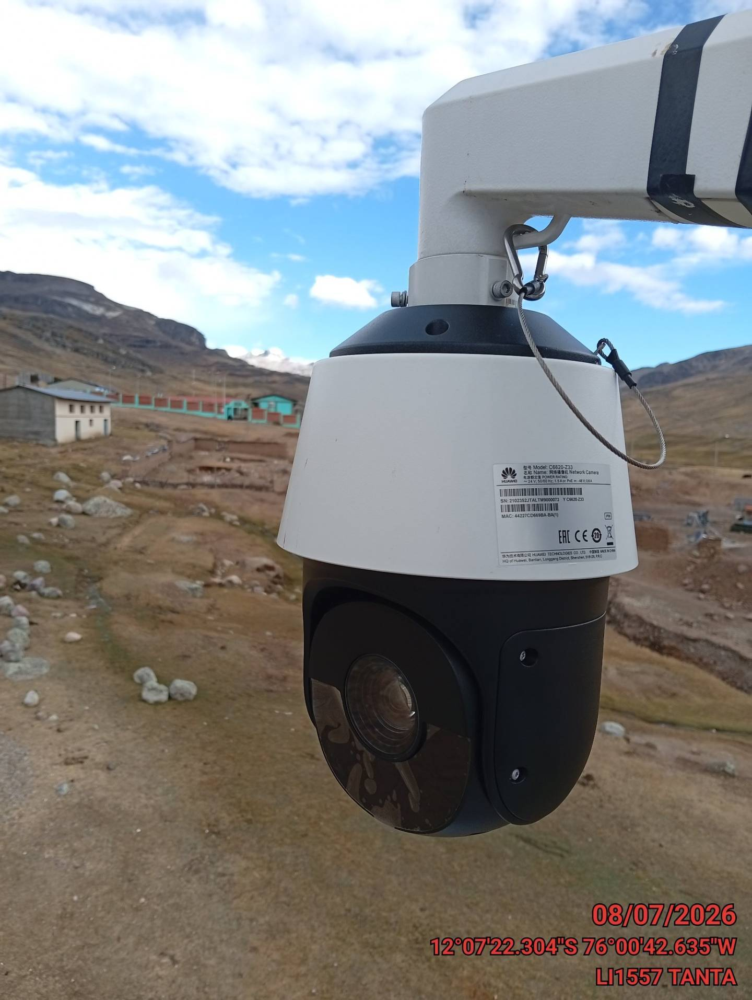 HUAWEI
型号 Model: C6620-Z33
名称 Name: 网络摄像机 Network Camera
电源额定值 POWER RATING:
～24 V; 50/60 Hz; 1.5 A or PoE ⎓ -48 V; 0.6 A
SN: 2102352JTALTM9000073 Y C6620-Z33
MAC: 44227CD669BA-BA(1)
EAC CE 20
华为技术有限公司 HUAWEI TECHNOLOGIES CO., LTD. 中国制造 MADE IN CHINA
HQ of Huawei, Bantian, Longgang District, Shenzhen, 518129, P.R.C
08/07/2026
12°07'22.304"S 76°00'42.635"W
LI1557 TANTA